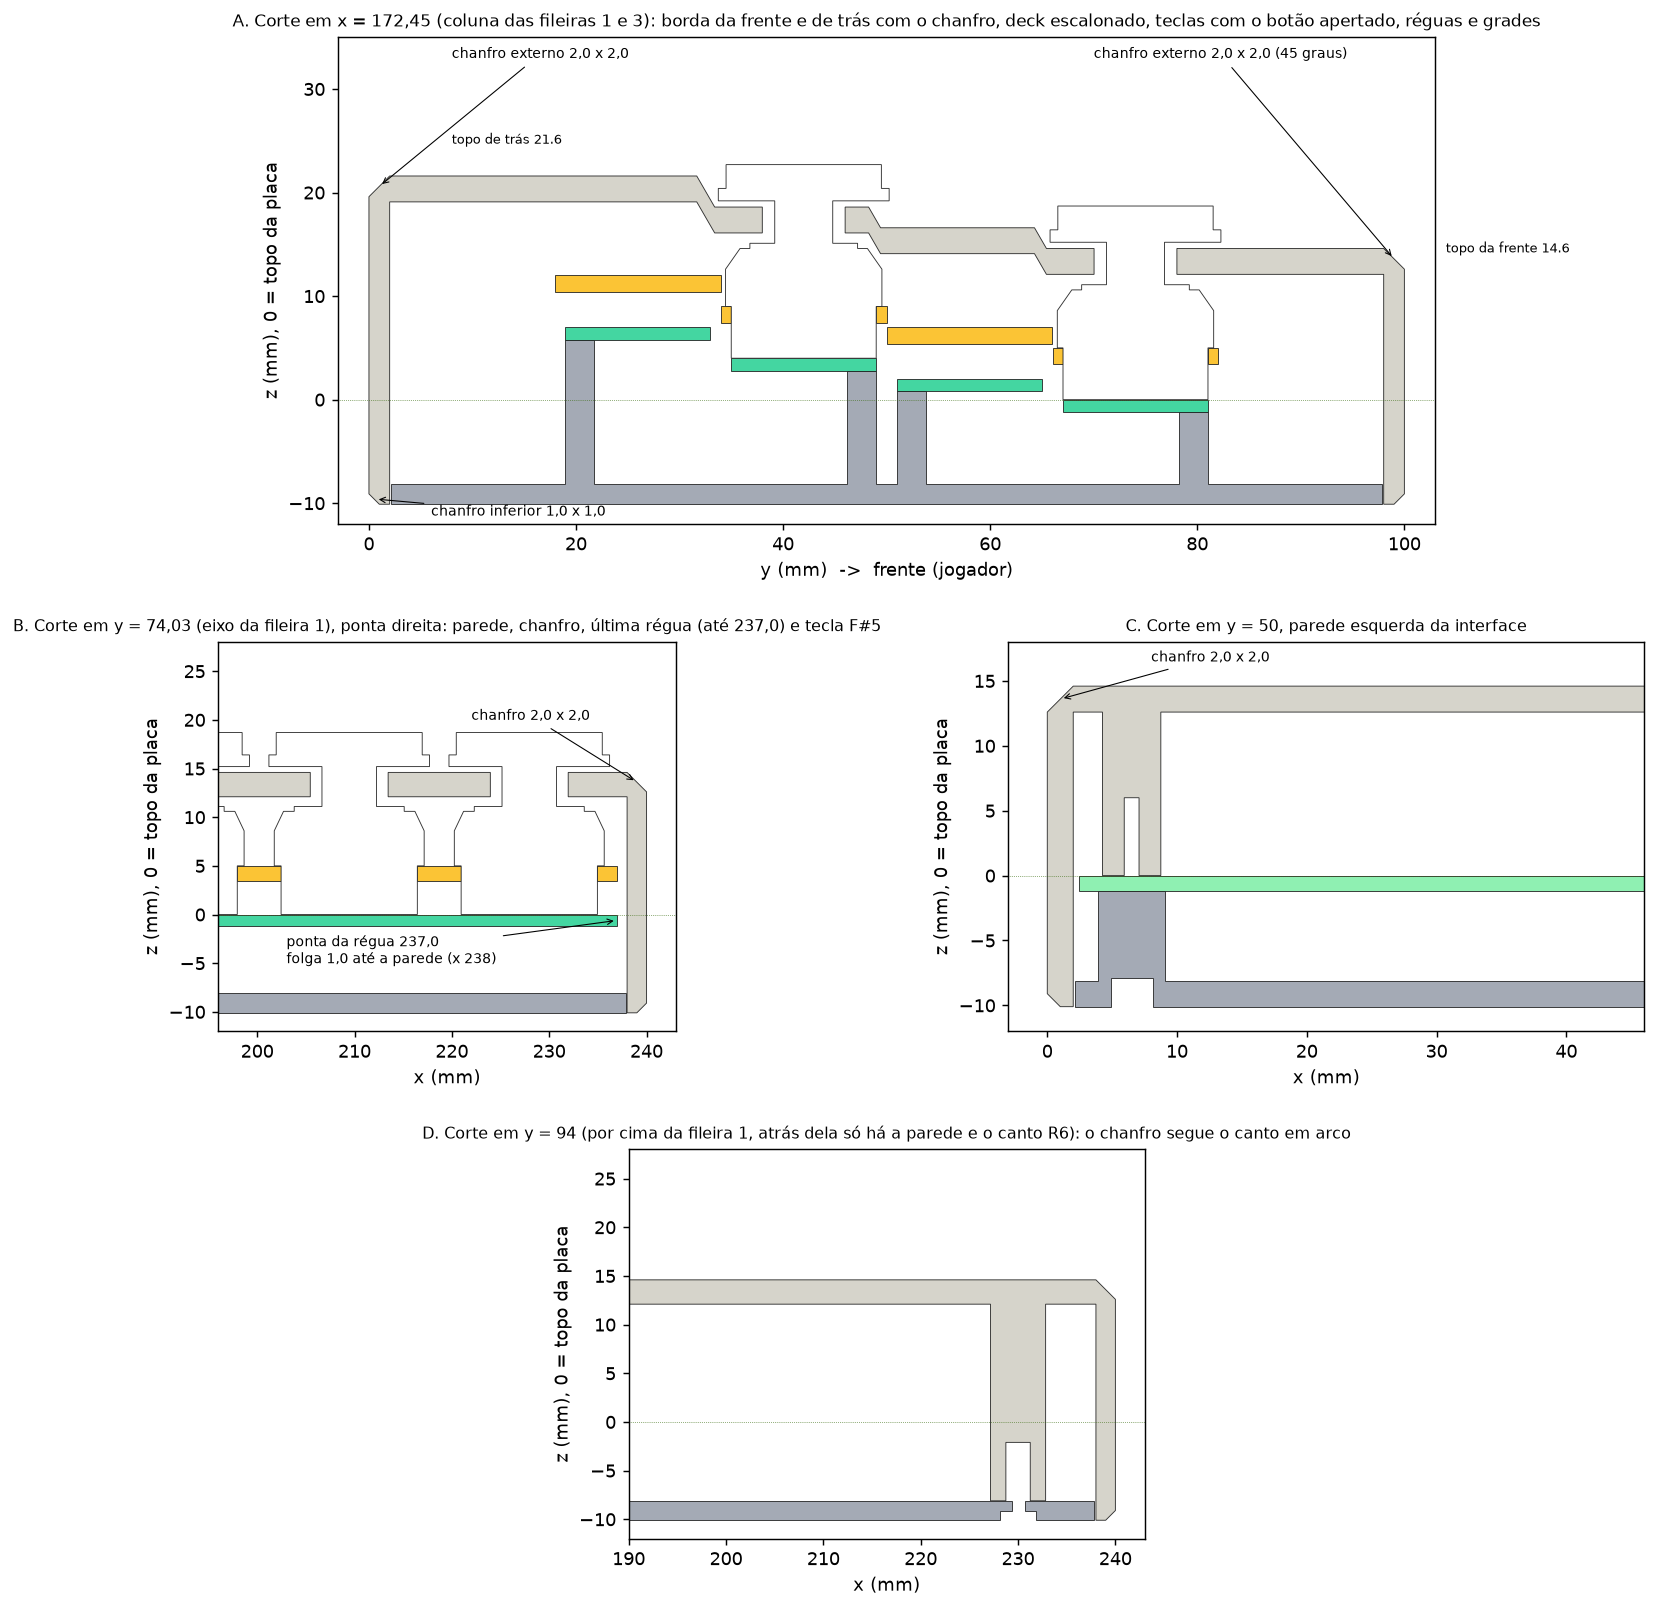 A. Corte em x = 172,45 (coluna das fileiras 1 e 3): borda da frente e de trás com o chanfro, deck escalonado, teclas com o botão apertado, réguas e grades
chanfro externo 2,0 x 2,0
chanfro externo 2,0 x 2,0 (45 graus)
topo de trás 21.6
topo da frente 14.6
chanfro inferior 1,0 x 1,0
z (mm), 0 = topo da placa
30
20
10
0
−10
0 20 40 60 80 100
y (mm) -> frente (jogador)
B. Corte em y = 74,03 (eixo da fileira 1), ponta direita: parede, chanfro, última régua (até 237,0) e tecla F#5
chanfro 2,0 x 2,0
ponta da régua 237,0
folga 1,0 até a parede (x 238)
z (mm), 0 = topo da placa
25
20
15
10
5
0
−5
−10
200 210 220 230 240
x (mm)
C. Corte em y = 50, parede esquerda da interface
chanfro 2,0 x 2,0
z (mm), 0 = topo da placa
15
10
5
0
−5
−10
0 10 20 30 40
x (mm)
D. Corte em y = 94 (por cima da fileira 1, atrás dela só há a parede e o canto R6): o chanfro segue o canto em arco
z (mm), 0 = topo da placa
25
20
15
10
5
0
−5
−10
190 200 210 220 230 240
x (mm)